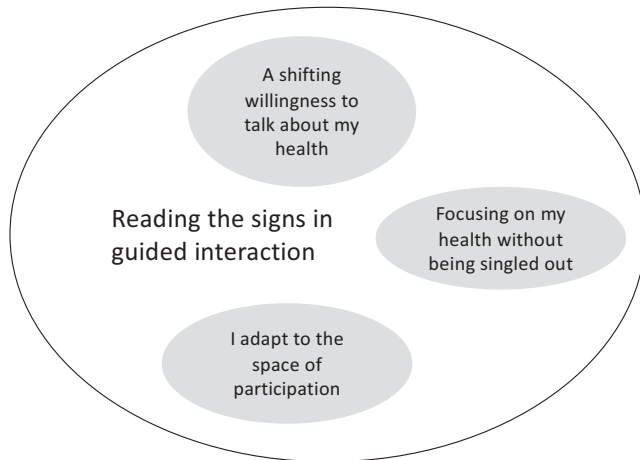 A shifting
willingness to
talk about my
health
Reading the signs in
guided interaction
Focusing on my
health without
being singled out
I adapt to the
space of
participation